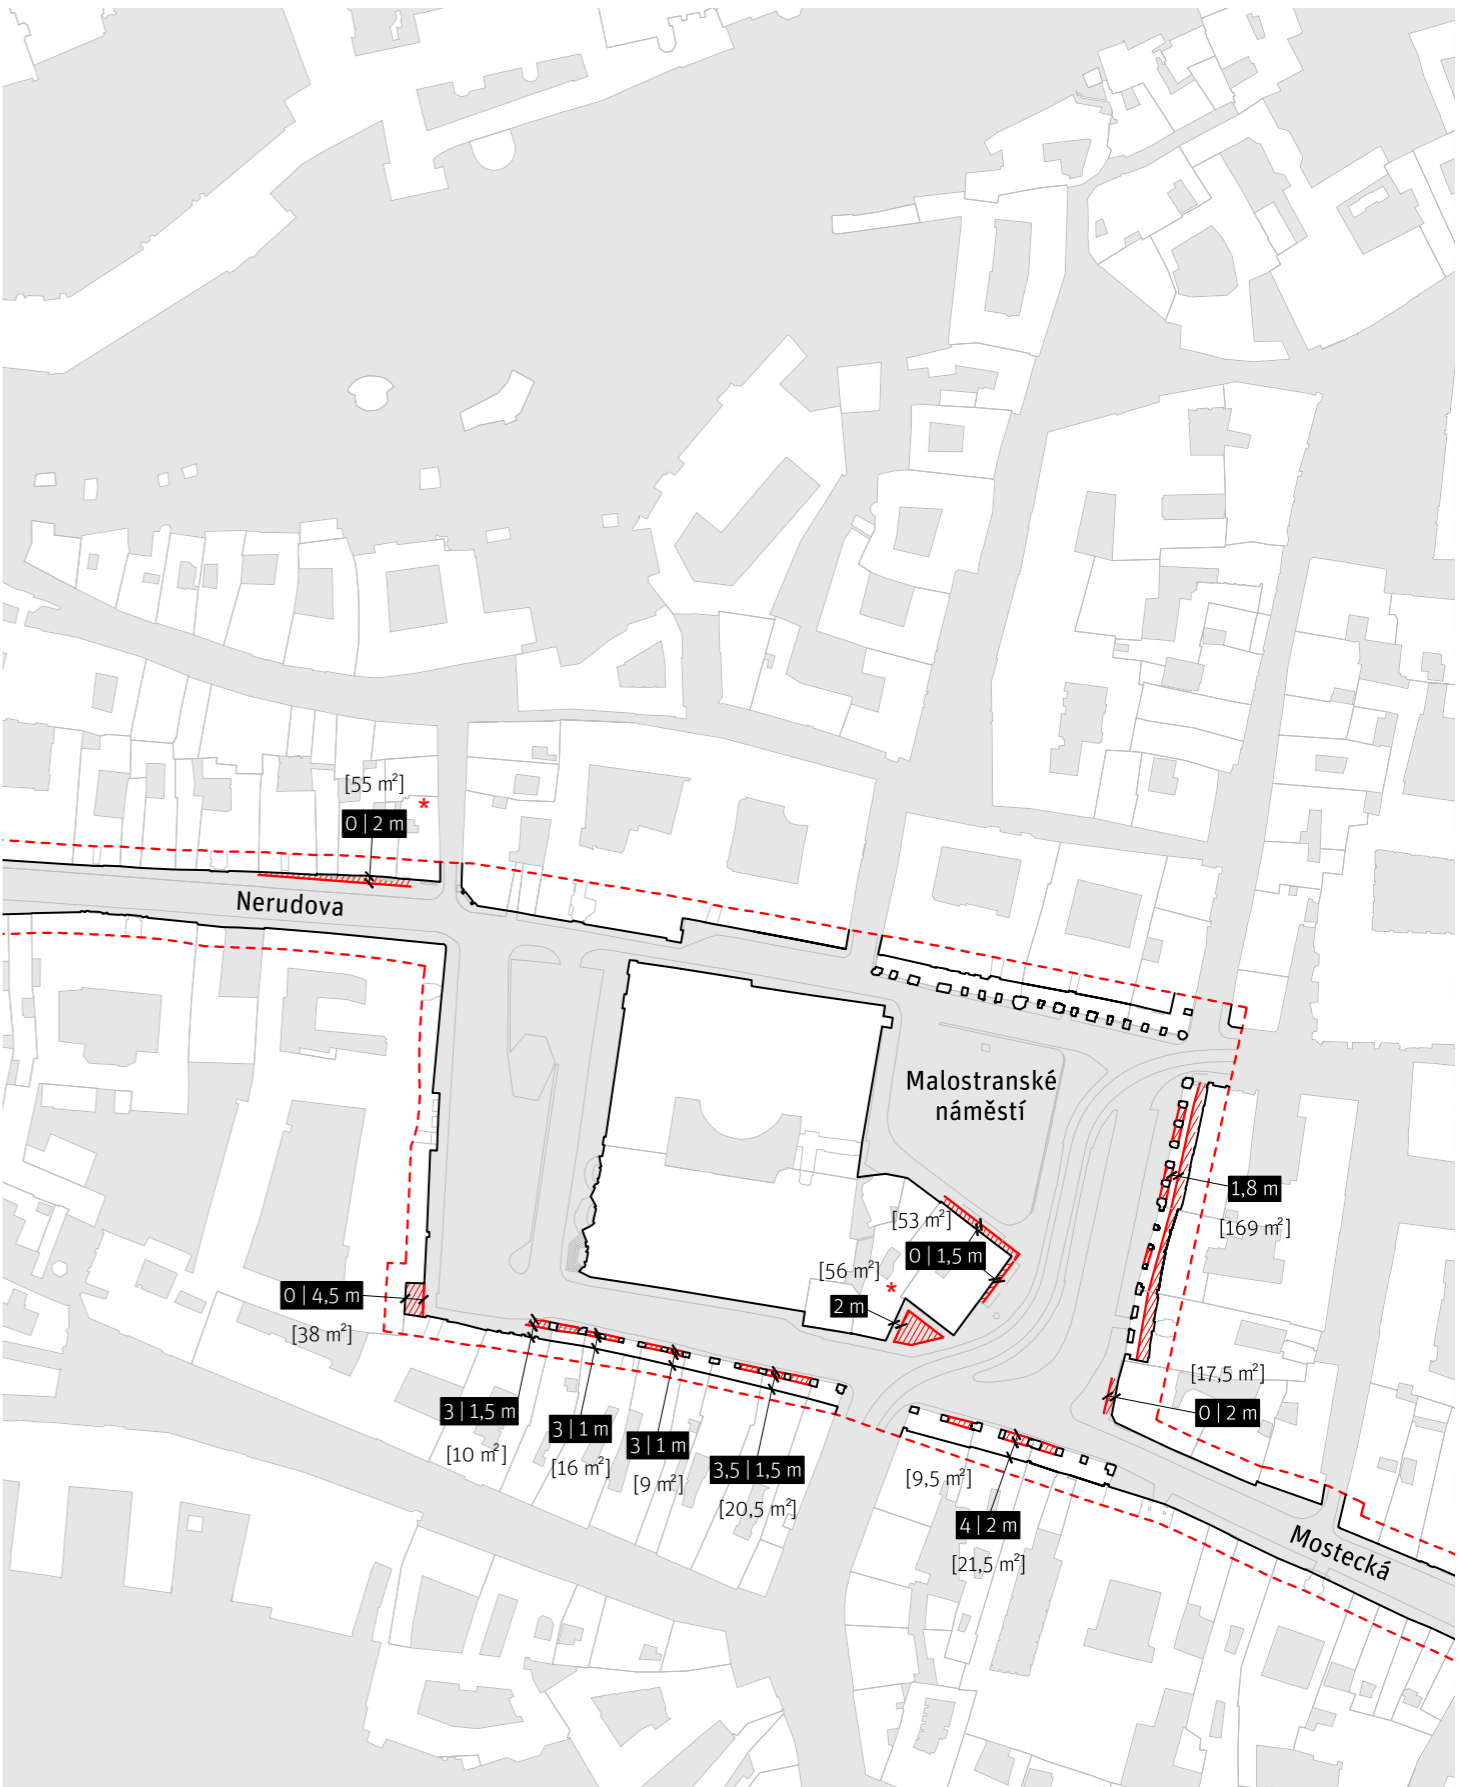 [55 m²]
*
0 | 2 m
Nerudova
Malostranské
náměstí
1,8 m
[169 m²]
[53 m²]
0 | 1,5 m
[56 m²]
*
2 m
0 | 4,5 m
[38 m²]
[17,5 m²]
0 | 2 m
3 | 1,5 m
[10 m²]
3 | 1 m
[16 m²]
3 | 1 m
[9 m²]
3,5 | 1,5 m
[20,5 m²]
[9,5 m²]
4 | 2 m
[21,5 m²]
Mostecká